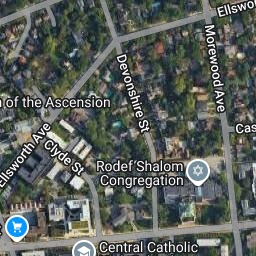 Ellsw
Morewood Ave
Devonshire St
n of the Ascension
Cas
Ellsworth Ave
Clyde St
Rodef Shalom
Congregation
Central Catholic